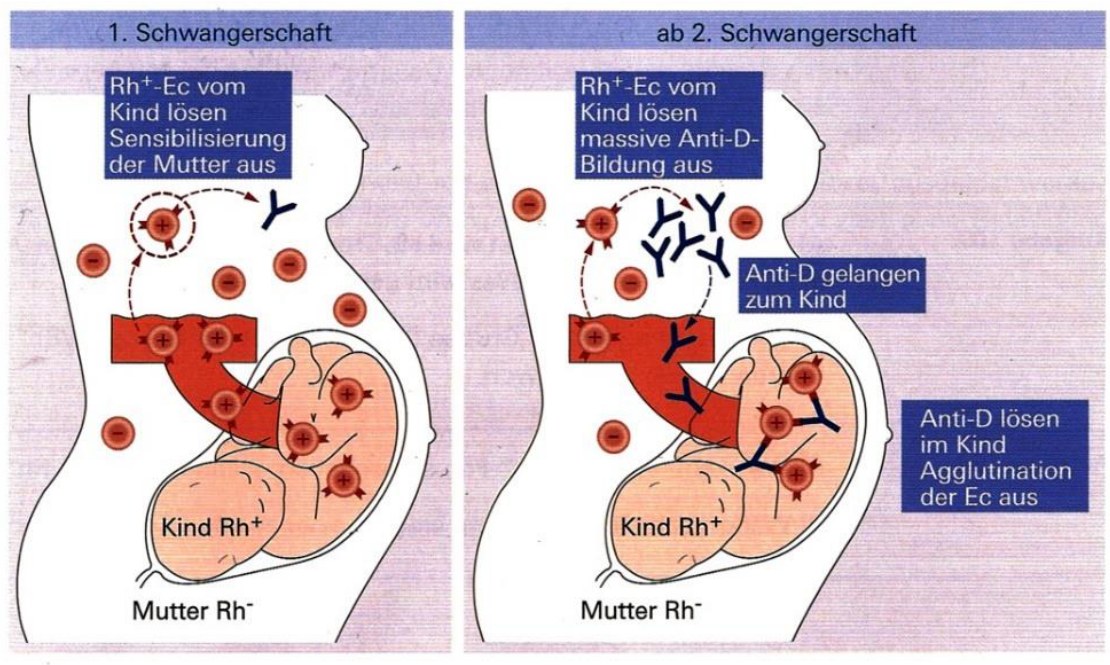 1. Schwangerschaft
Rh⁺-Ec vom
Kind lösen
Sensibilisierung
der Mutter aus
+
-
-
-
-
+
+
+
+
-
+
+
Kind Rh⁺
Mutter Rh⁻
ab 2. Schwangerschaft
Rh⁺-Ec vom
Kind lösen
massive Anti-D-
Bildung aus
-
+
-
-
Anti-D gelangen
zum Kind
+
+
+
-
+
Anti-D lösen
im Kind
Agglutination
der Ec aus
Kind Rh⁺
Mutter Rh⁻